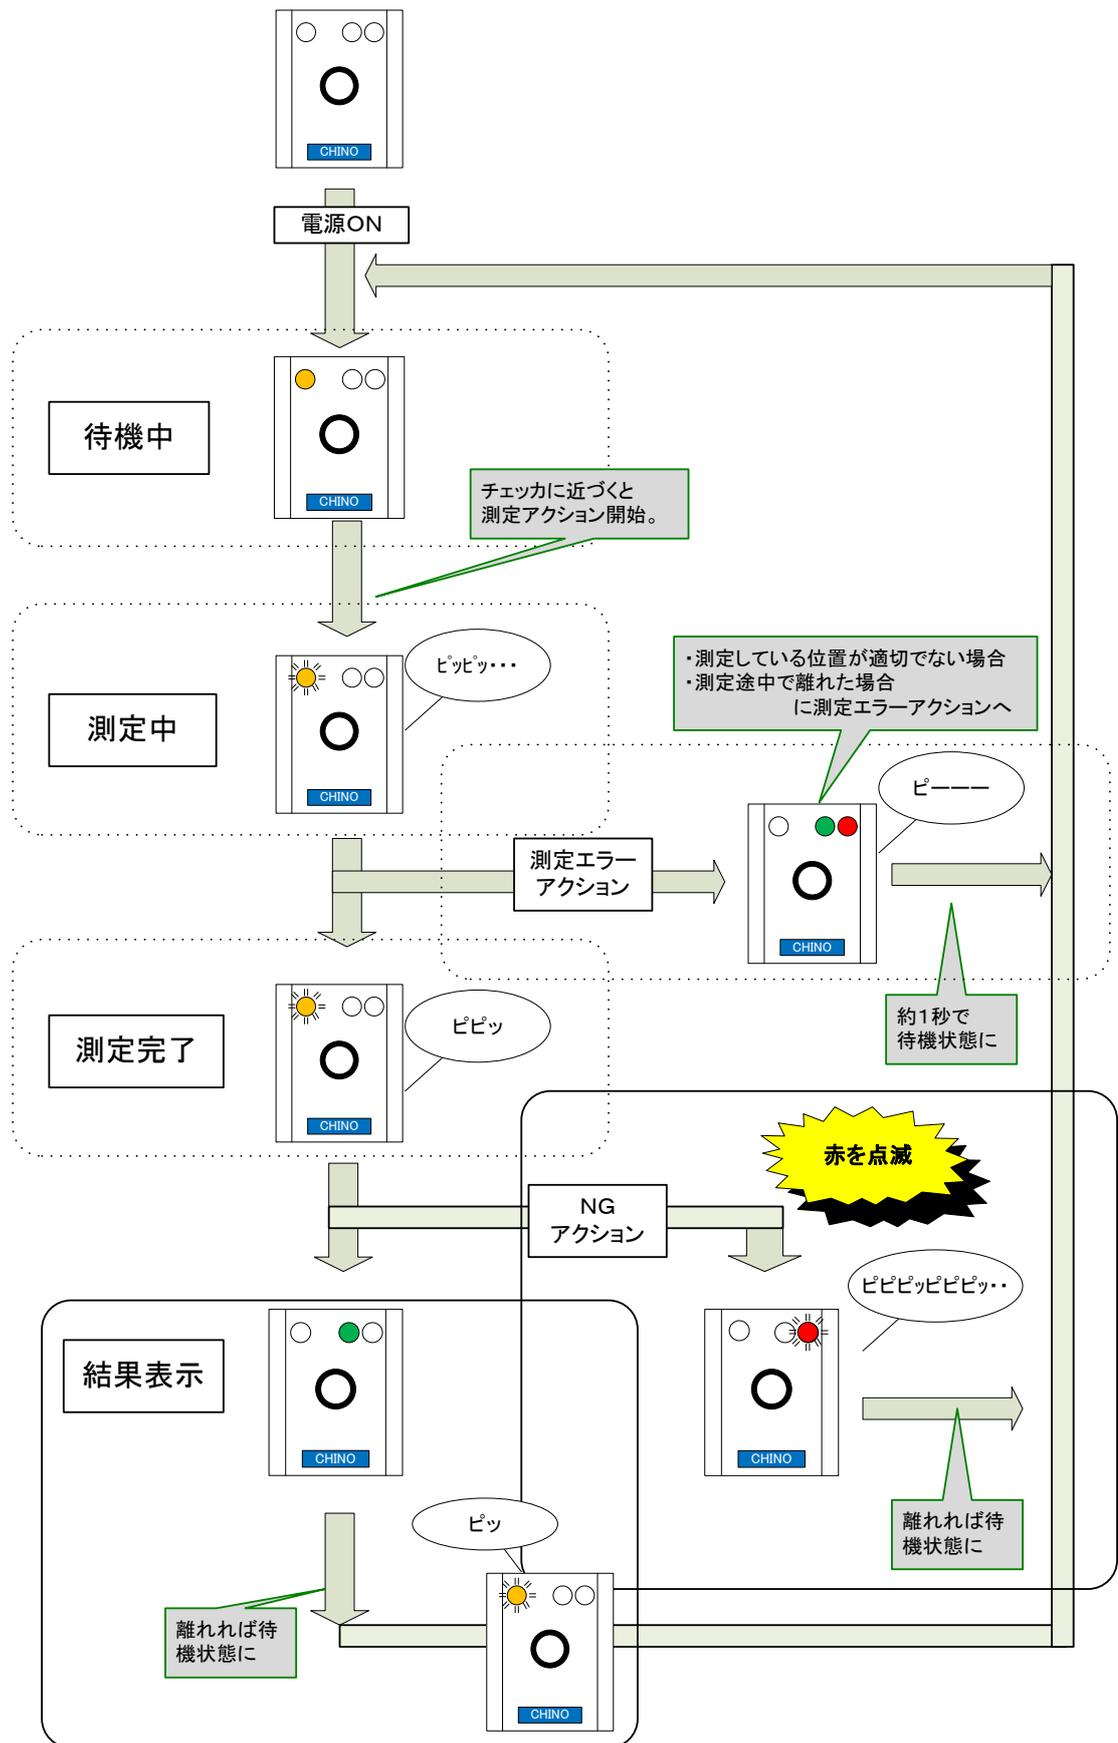 CHINO
電源ON
待機中
CHINO
チェッカに近づくと
測定アクション開始。
測定中
ピッピッ・・・
CHINO
・測定している位置が適切でない場合
・測定途中で離れた場合
に測定エラーアクションへ
ピーーー
測定エラー
アクション
CHINO
約1秒で
待機状態に
測定完了
ピピッ
CHINO
赤を点滅
NG
アクション
ピピピッピピピッ・・
結果表示
CHINO
CHINO
離れれば待
機状態に
ピッ
離れれば待
機状態に
CHINO